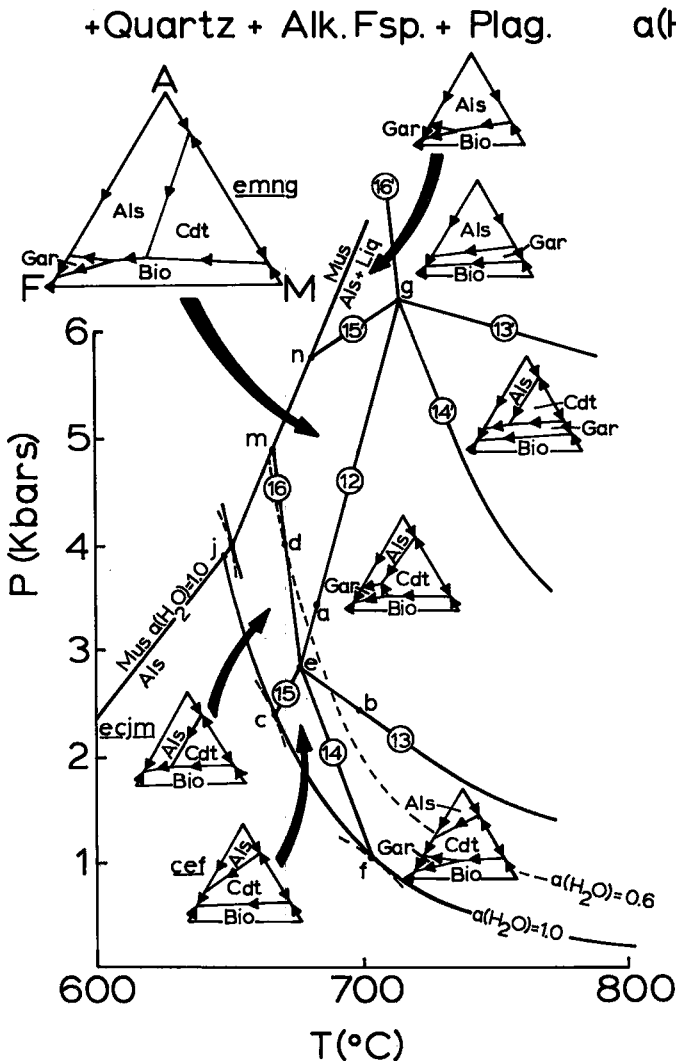 +Quartz + Alk. Fsp. + Plag. a(H
A
Als
Gar
Bio
16'
emng
Als
Cdt
Gar
Bio
F
M
Mus
Als + Liq
Als
Gar
Bio
g
15'
13'
n
6
Als
Cdt
Gar
Bio
14'
5
m
16
12
P (Kbars)
4
j
d
Als
Cdt
Gar
Bio
a
Mus a(H2O)=1.0
Als
3
e
15
b
c
13
ecjm
Als
Cdt
Bio
2
14
Als
Cdt
Gar
Bio
cef
Als
Cdt
Bio
1
f
a(H2O)=0.6
a(H2O)=1.0
600
700
800
T(°C)